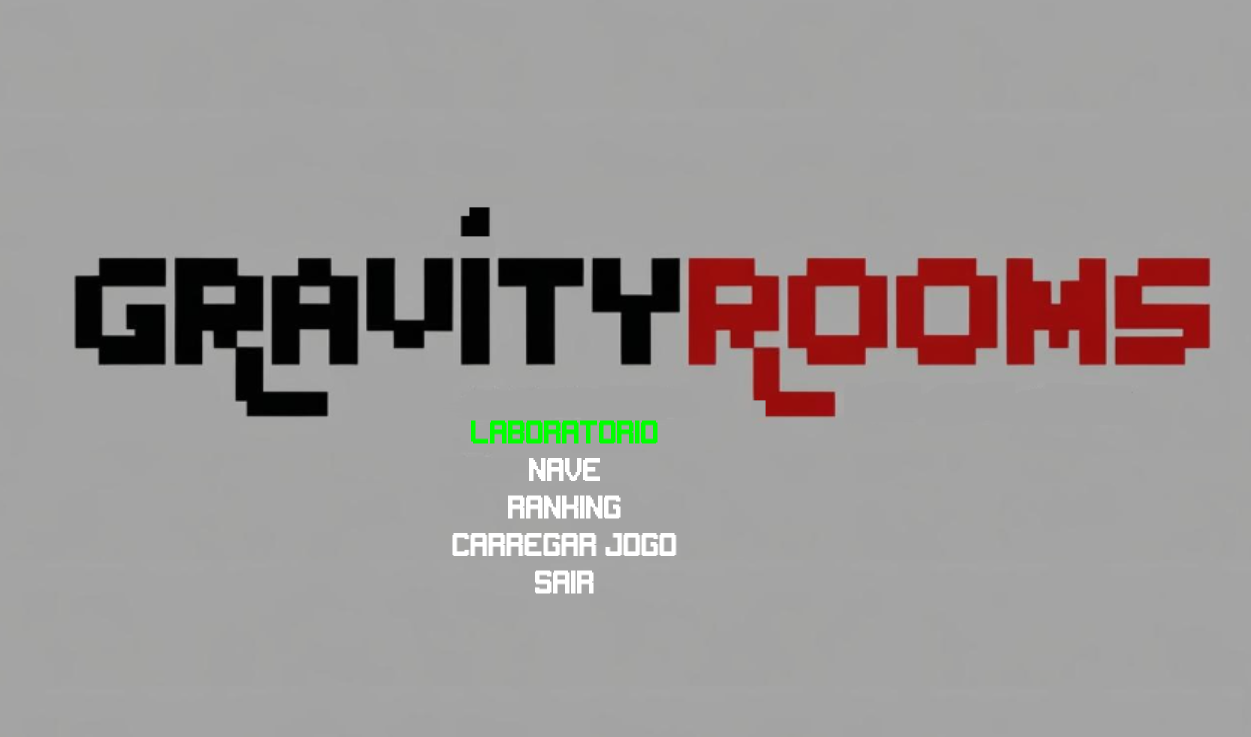 GRAViTYROOMS
LABORATORIO
NAVE
RANKING
CARREGAR JOGO
SAIR